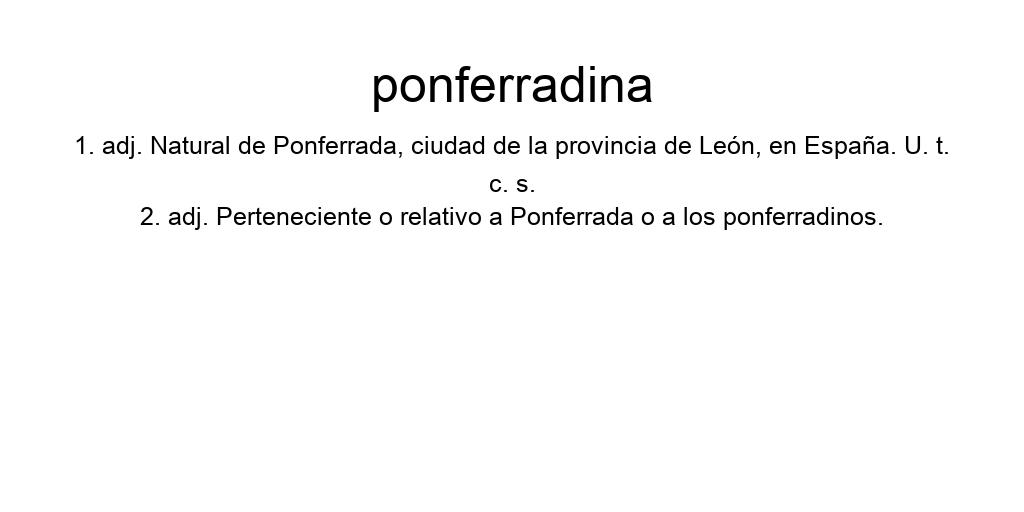 ponferradina
1. adj. Natural de Ponferrada, ciudad de la provincia de León, en España. U. t.
c. s.
2. adj. Perteneciente o relativo a Ponferrada o a los ponferradinos.